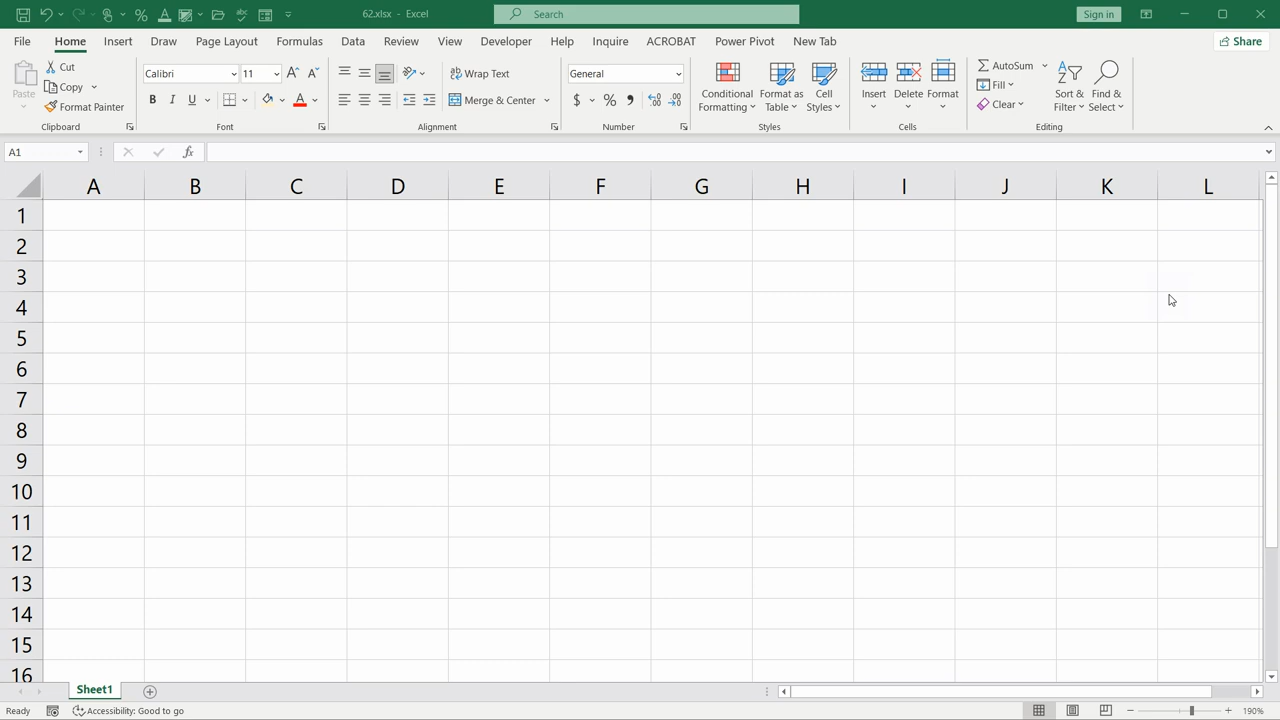 62.xlsx - Excel
Search
Sign in
File Home Insert Draw Page Layout Formulas Data Review View Developer Help Inquire ACROBAT Power Pivot New Tab Share
Paste
Cut
Copy
Format Painter
Clipboard
Calibri 11
B I U A
Font
Wrap Text
Merge & Center
Alignment
General
$ % ,
Number
Conditional
Formatting
Format as
Table
Cell
Styles
Styles
Insert
Delete
Format
Cells
AutoSum
Fill
Clear
Sort &
Filter
Find &
Select
Editing
A1 fx
A B C D E F G H I J K L
1
2
3
4
5
6
7
8
9
10
11
12
13
14
15
16
Sheet1
Ready Accessibility: Good to go 190%